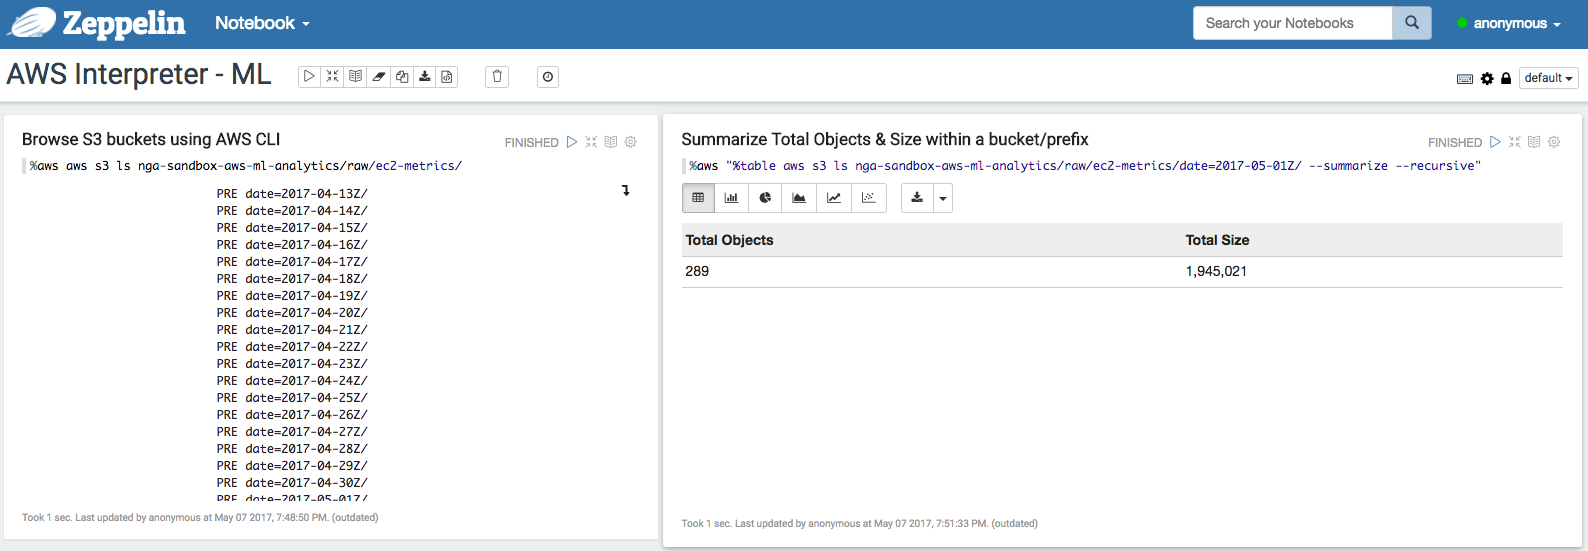 Zeppelin
Notebook
Search your Notebooks
anonymous
AWS Interpreter - ML
default
Browse S3 buckets using AWS CLI
FINISHED
%aws aws s3 ls nga-sandbox-aws-ml-analytics/raw/ec2-metrics/
PRE date=2017-04-13Z/
PRE date=2017-04-14Z/
PRE date=2017-04-15Z/
PRE date=2017-04-16Z/
PRE date=2017-04-17Z/
PRE date=2017-04-18Z/
PRE date=2017-04-19Z/
PRE date=2017-04-20Z/
PRE date=2017-04-21Z/
PRE date=2017-04-22Z/
PRE date=2017-04-23Z/
PRE date=2017-04-24Z/
PRE date=2017-04-25Z/
PRE date=2017-04-26Z/
PRE date=2017-04-27Z/
PRE date=2017-04-28Z/
PRE date=2017-04-29Z/
PRE date=2017-04-30Z/
PRE date=2017-05-01Z/
Took 1 sec. Last updated by anonymous at May 07 2017, 7:48:50 PM. (outdated)
Summarize Total Objects & Size within a bucket/prefix
FINISHED
%aws "%table aws s3 ls nga-sandbox-aws-ml-analytics/raw/ec2-metrics/date=2017-05-01Z/ --summarize --recursive"
Total Objects Total Size
289 1,945,021
Took 1 sec. Last updated by anonymous at May 07 2017, 7:51:33 PM. (outdated)